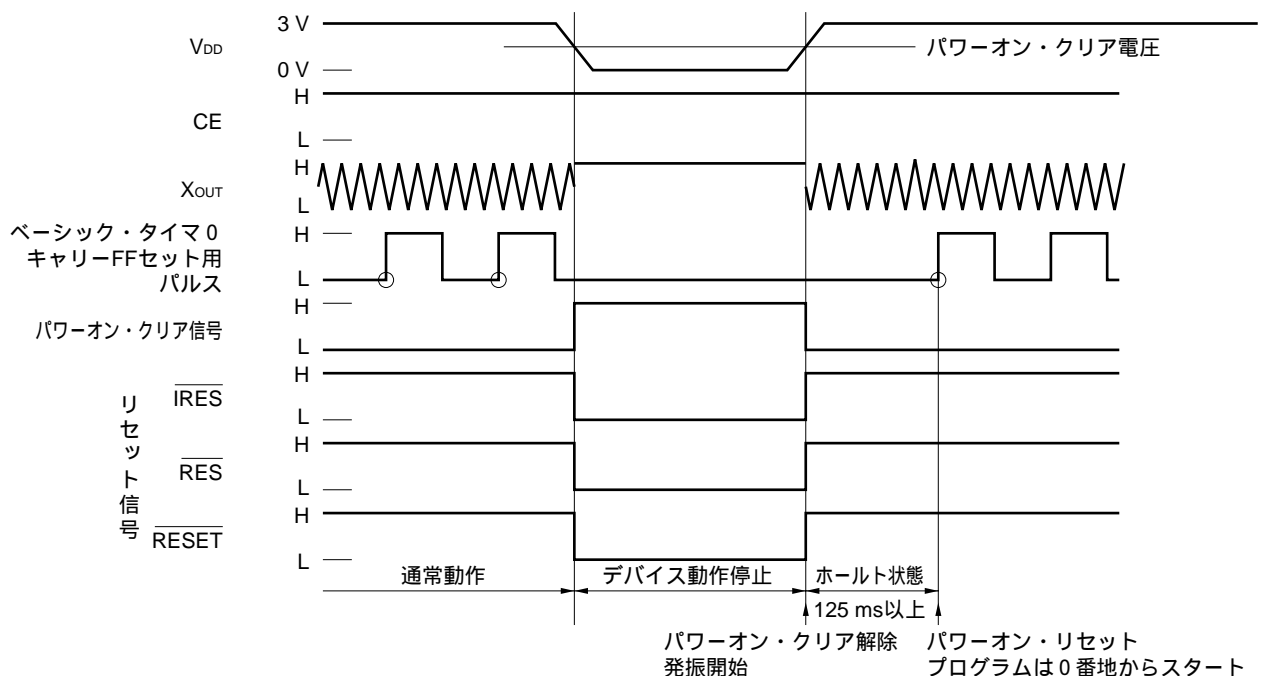 3 V
VDD
パワーオン・クリア電圧
0 V
H
CE
L
H
XOUT
L
ベーシック・タイマ0
キャリーFFセット用
パルス
H
L
H
パワーオン・クリア信号
L
リセット信号
H
IRES
L
H
RES
L
H
RESET
L
通常動作
デバイス動作停止
ホールト状態
125 ms以上
パワーオン・クリア解除
発振開始
パワーオン・リセット
プログラムは0番地からスタート